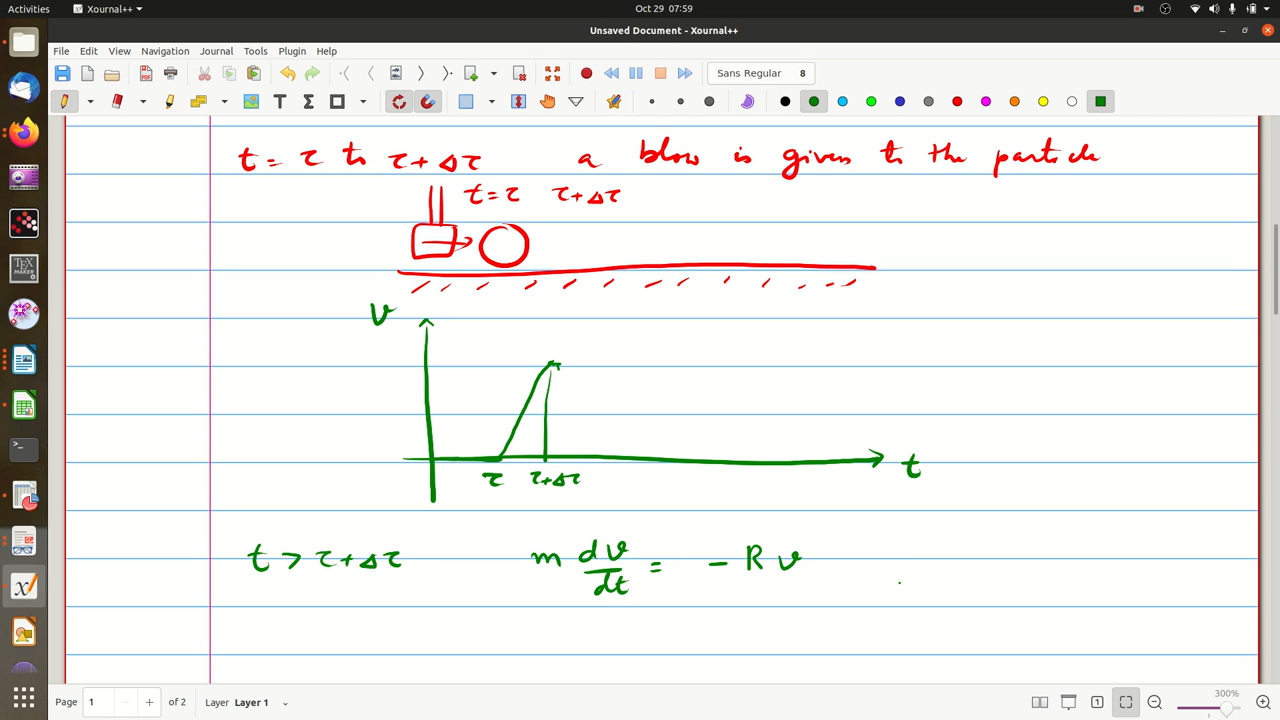 Activities Xournal++ Oct 29 07:59
Unsaved Document - Xournal++
File Edit View Navigation Journal Tools Plugin Help
Sans Regular 8
t = τ to τ + Δτ a blow is given to the particle
t = τ τ + Δτ
v
t
τ τ+Δτ
t > τ + Δτ m dv/dt = - R v
Page 1 of 2 Layer Layer 1 300%